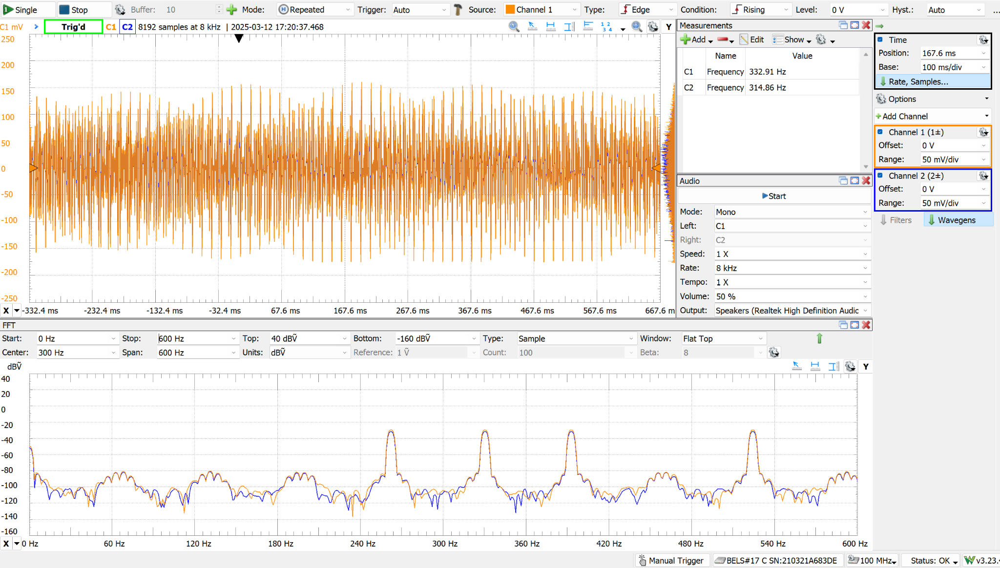 Single Stop Buffer: 10 Mode: Repeated Trigger: Auto Source: Channel 1 Type: Edge Condition: Rising Level: 0 V Hyst.: Auto ...
C1 mV Trig'd C1 C2 8192 samples at 8 kHz | 2025-03-12 17:20:37.468 Y
250
200
150
100
50
0
-50
-100
-150
-200
-250
X -332.4 ms -232.4 ms -132.4 ms -32.4 ms 67.6 ms 167.6 ms 267.6 ms 367.6 ms 467.6 ms 567.6 ms 667.6 m
Measurements
Add Edit Show
Name Value
C1 Frequency 332.91 Hz
C2 Frequency 314.86 Hz
Audio
Start
Mode: Mono
Left: C1
Right: C2
Speed: 1 X
Rate: 8 kHz
Tempo: 1 X
Volume: 50 %
Output: Speakers (Realtek High Definition Audic
Time
Position: 167.6 ms
Base: 100 ms/div
Rate, Samples...
Options
Add Channel
Channel 1 (1±)
Offset: 0 V
Range: 50 mV/div
Channel 2 (2±)
Offset: 0 V
Range: 50 mV/div
Filters Wavegens
FFT
Start: 0 Hz Stop: 600 Hz Top: 40 dBṼ Bottom: -160 dBṼ Type: Sample Window: Flat Top
Center: 300 Hz Span: 600 Hz Units: dBṼ Reference: 1 Ṽ Count: 100 Beta: 8
dBṼ Y
40
20
0
-20
-40
-60
-80
-100
-120
-140
-160
X 0 Hz 60 Hz 120 Hz 180 Hz 240 Hz 300 Hz 360 Hz 420 Hz 480 Hz 540 Hz 600 Hz
Manual Trigger BELS#17 C SN:210321A683DE 100 MHz Status: OK v3.23.4